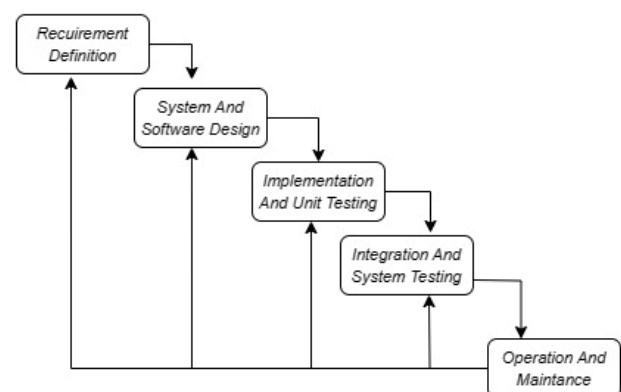 Recuirement
Definition
System And
Software Design
Implementation
And Unit Testing
Integration And
System Testing
Operation And
Maintance